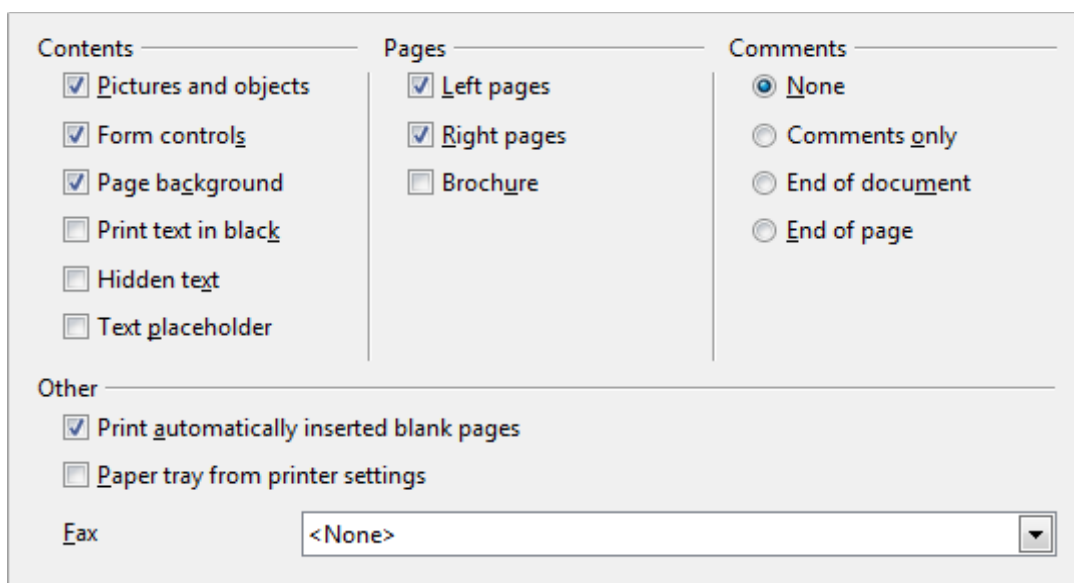 Contents
Pictures and objects
Form controls
Page background
Print text in black
Hidden text
Text placeholder
Pages
Left pages
Right pages
Brochure
Comments
None
Comments only
End of document
End of page
Other
Print automatically inserted blank pages
Paper tray from printer settings
Fax
<None>